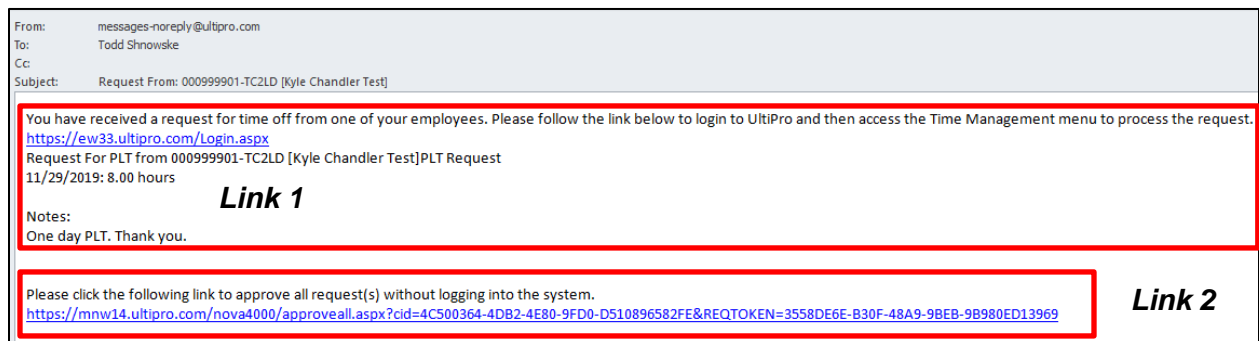 From: messages-noreply@ultipro.com
To: Todd Shnowske
Cc:
Subject: Request From: 000999901-TC2LD [Kyle Chandler Test]
You have received a request for time off from one of your employees. Please follow the link below to login to UltiPro and then access the Time Management menu to process the request.
https://ew33.ultipro.com/Login.aspx
Request For PLT from 000999901-TC2LD [Kyle Chandler Test]PLT Request
11/29/2019: 8.00 hours
Link 1
Notes:
One day PLT. Thank you.
Please click the following link to approve all request(s) without logging into the system.
https://mnw14.ultipro.com/nova4000/approveall.aspx?cid=4C500364-4DB2-4E80-9FD0-D510896582FE&REQTOKEN=3558DE6E-B30F-48A9-9BEB-9B980ED13969
Link 2